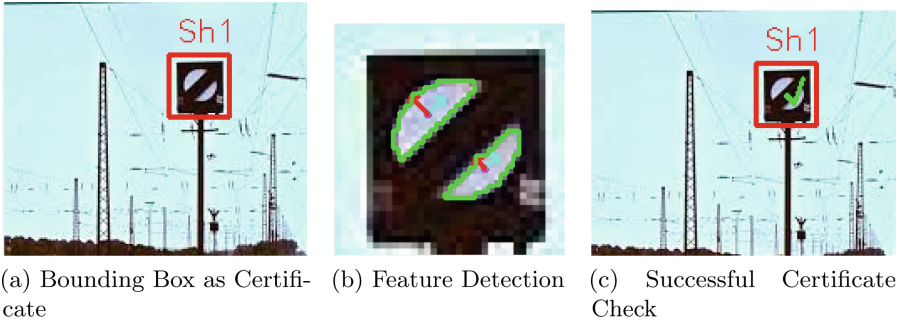 Sh1
Sh1
(a) Bounding Box as Certifi-
cate
(b) Feature Detection
(c) Successful Certificate
Check